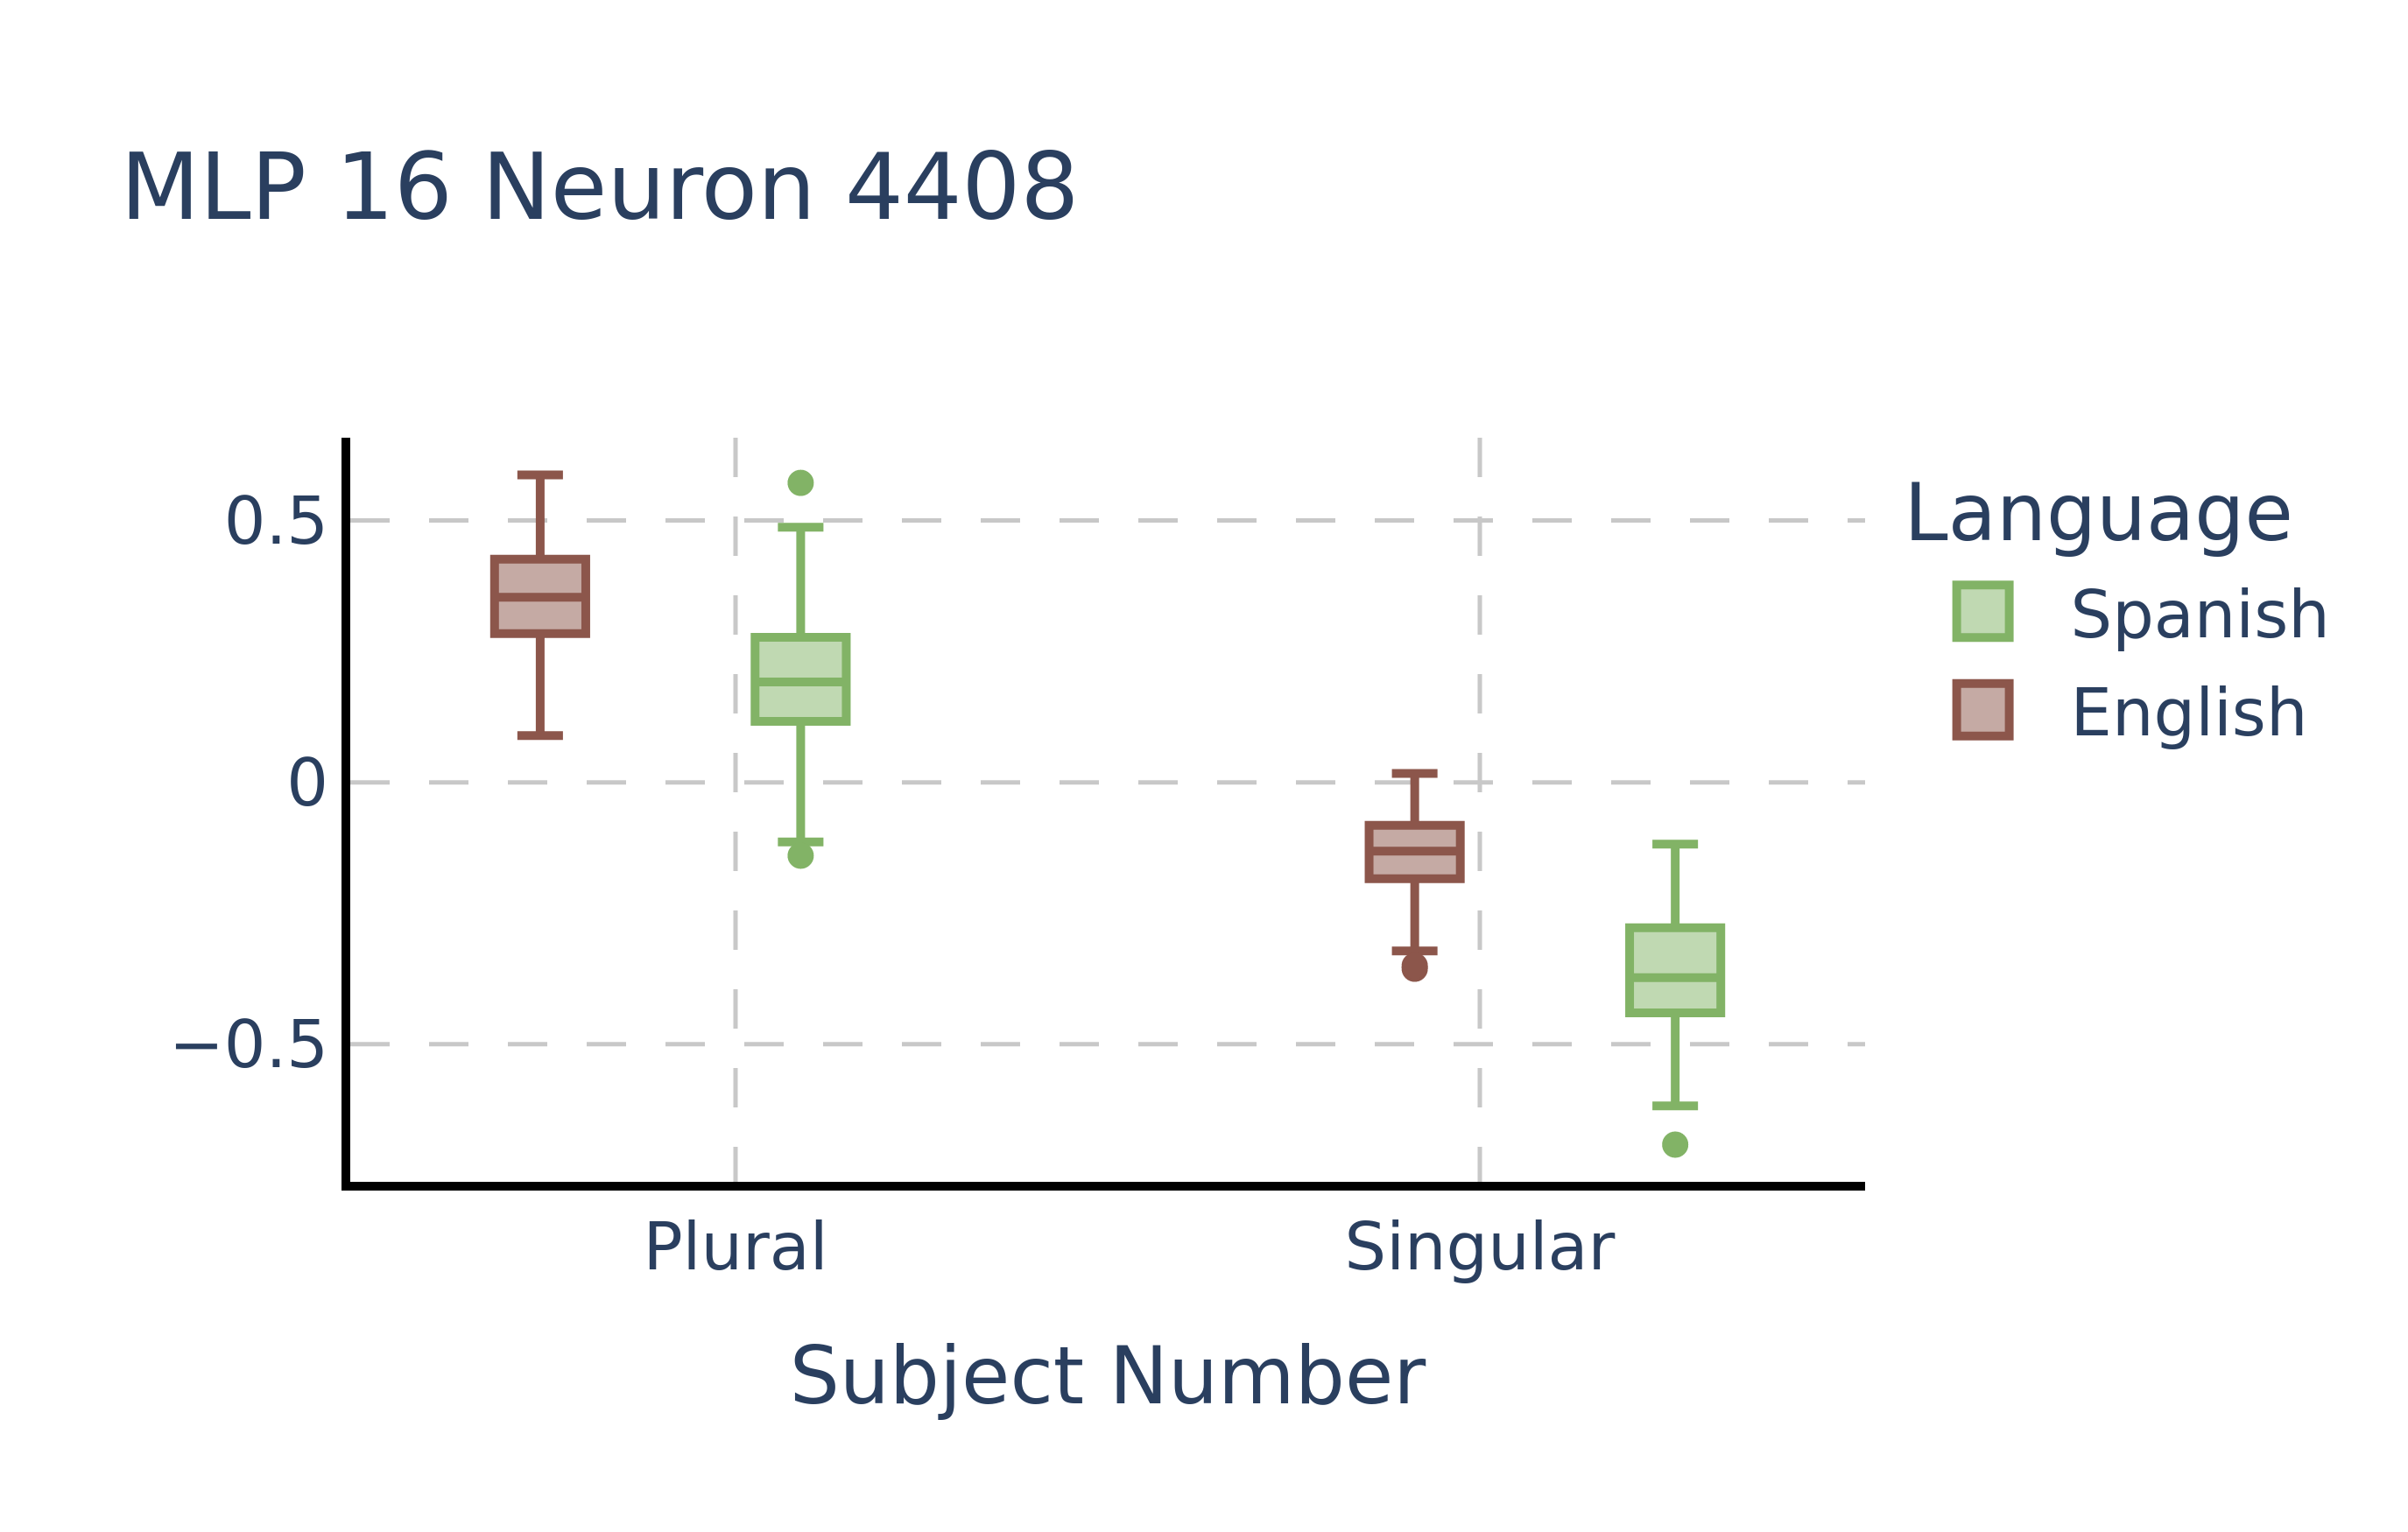 MLP 16 Neuron 4408
0.5
0
−0.5
Plural
Singular
Subject Number
Language
Spanish
English